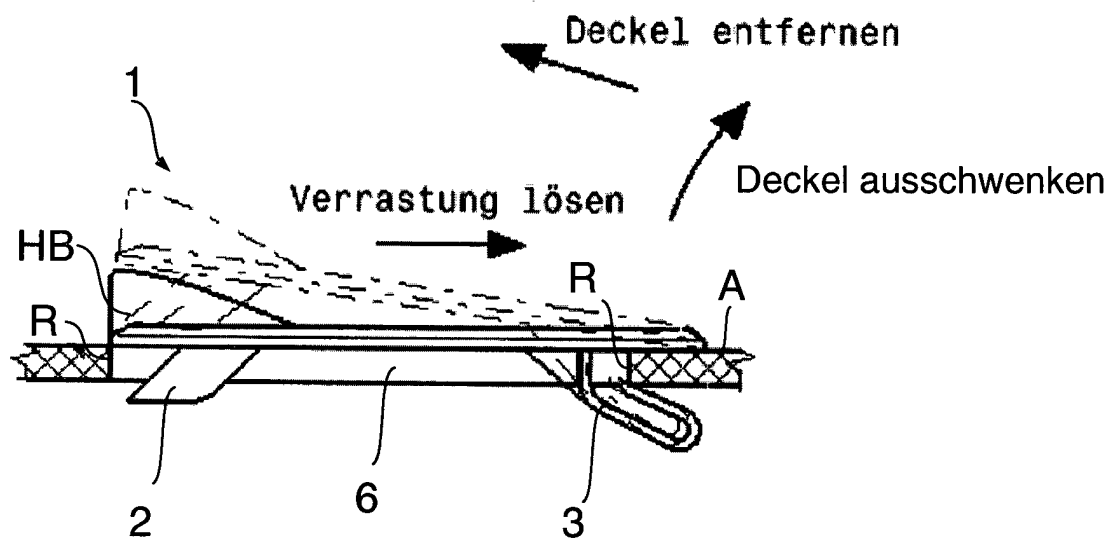 Deckel entfernen
1
Deckel ausschwenken
Verrastung lösen
HB
R
A
R
2
6
3